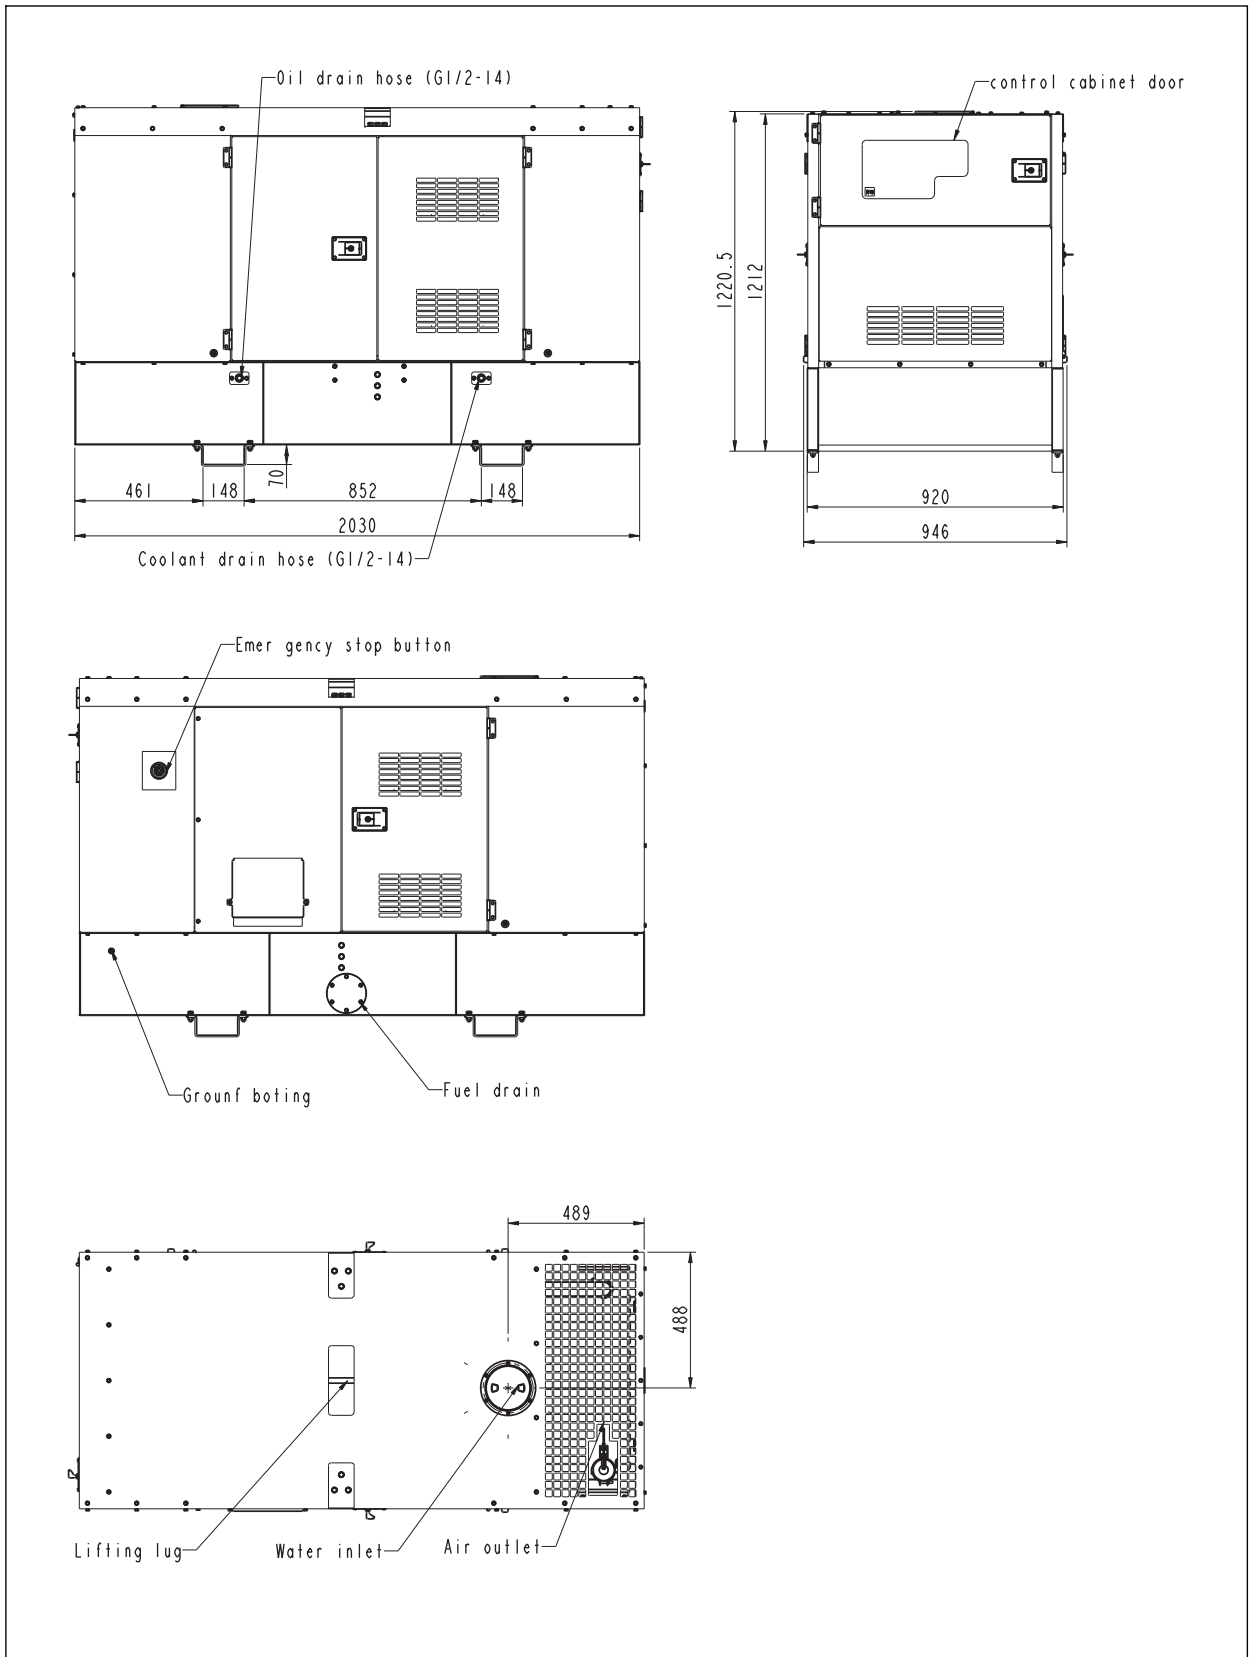 Oil drain hose (G1/2-14)
control cabinet door
1220.5
1212
70
461
148
852
148
920
2030
946
Coolant drain hose (G1/2-14)
Emer gency stop button
Grounf boting
Fuel drain
489
488
Lifting lug
Water inlet
Air outlet